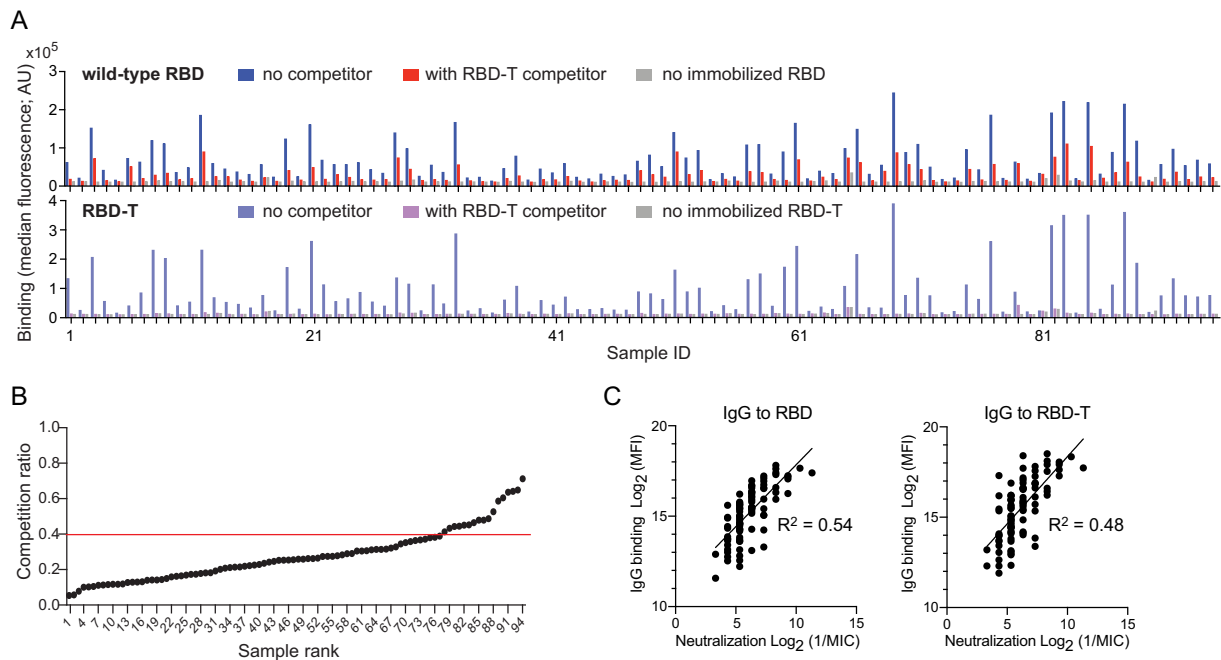 A
x10⁵
Binding (median fluorescence; AU)
3
2
1
0
wild-type RBD no competitor with RBD-T competitor no immobilized RBD
4
3
2
1
0
RBD-T no competitor with RBD-T competitor no immobilized RBD-T
1 21 41 61 81
Sample ID
B
Competition ratio
1.0
0.8
0.6
0.4
0.2
0.0
1 4 7 10 13 16 19 22 25 28 31 34 37 40 43 46 49 52 55 58 61 64 67 70 73 76 79 82 85 88 91 94
Sample rank
C
IgG to RBD
IgG binding Log₂ (MFI)
20
15
10
R² = 0.54
0 5 10 15
Neutralization Log₂ (1/MIC)
IgG to RBD-T
IgG binding Log₂ (MFI)
20
15
10
R² = 0.48
0 5 10 15
Neutralization Log₂ (1/MIC)